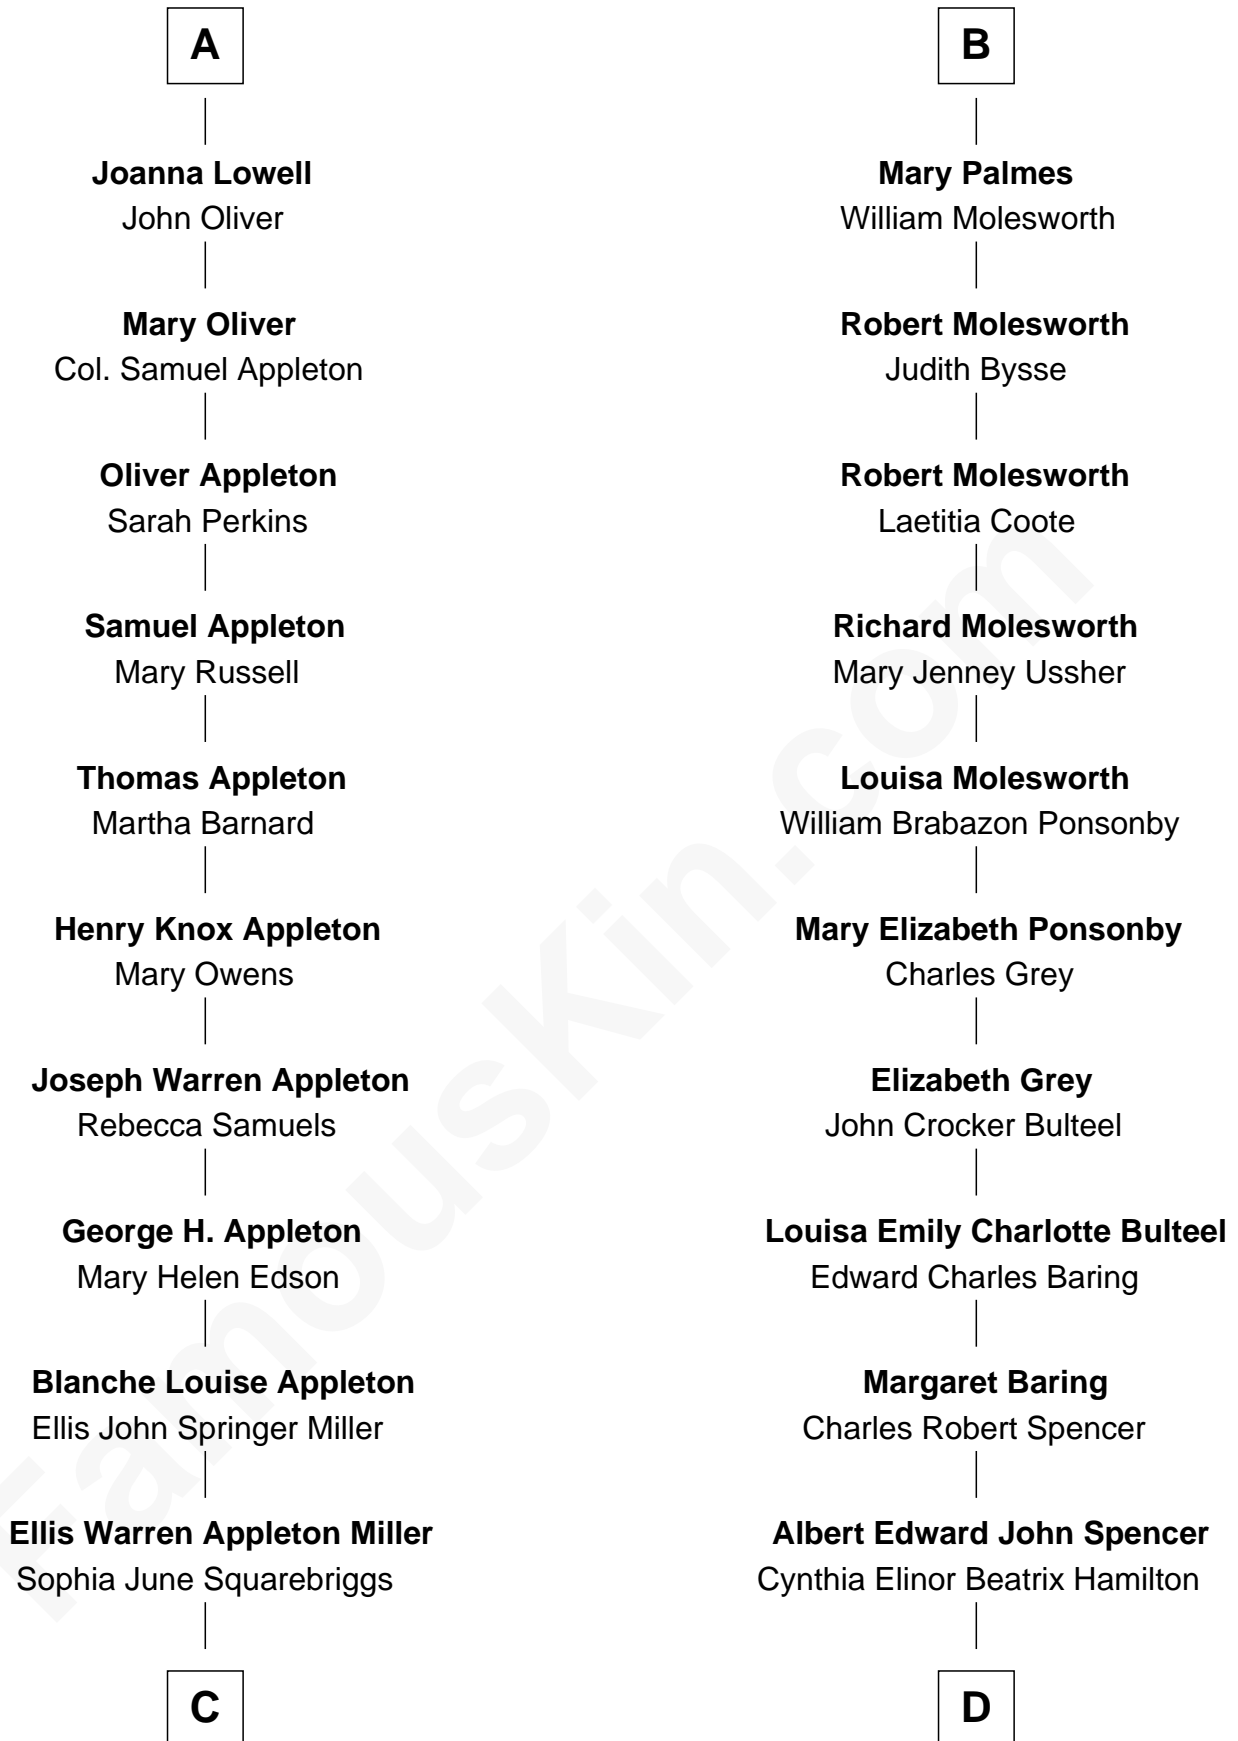 A
Joanna Lowell
John Oliver
Mary Oliver
Col. Samuel Appleton
Oliver Appleton
Sarah Perkins
Samuel Appleton
Mary Russell
Thomas Appleton
Martha Barnard
Henry Knox Appleton
Mary Owens
Joseph Warren Appleton
Rebecca Samuels
George H. Appleton
Mary Helen Edson
Blanche Louise Appleton
Ellis John Springer Miller
Ellis Warren Appleton Miller
Sophia June Squarebriggs
C
B
Mary Palmes
William Molesworth
Robert Molesworth
Judith Bysse
Robert Molesworth
Laetitia Coote
Richard Molesworth
Mary Jenney Ussher
Louisa Molesworth
William Brabazon Ponsonby
Mary Elizabeth Ponsonby
Charles Grey
Elizabeth Grey
John Crocker Bulteel
Louisa Emily Charlotte Bulteel
Edward Charles Baring
Margaret Baring
Charles Robert Spencer
Albert Edward John Spencer
Cynthia Elinor Beatrix Hamilton
D
FamousKin.com